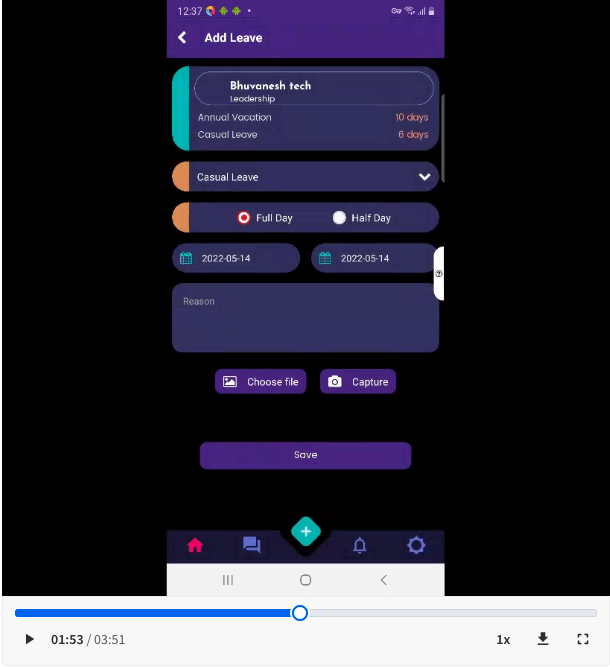 12:37
Add Leave
Bhuvanesh tech
Leadership
Annual Vacation 10 days
Casual Leave 6 days
Casual Leave
Full Day Half Day
2022-05-14 2022-05-14
Reason
Choose file Capture
Save
01:53 / 03:51 1x